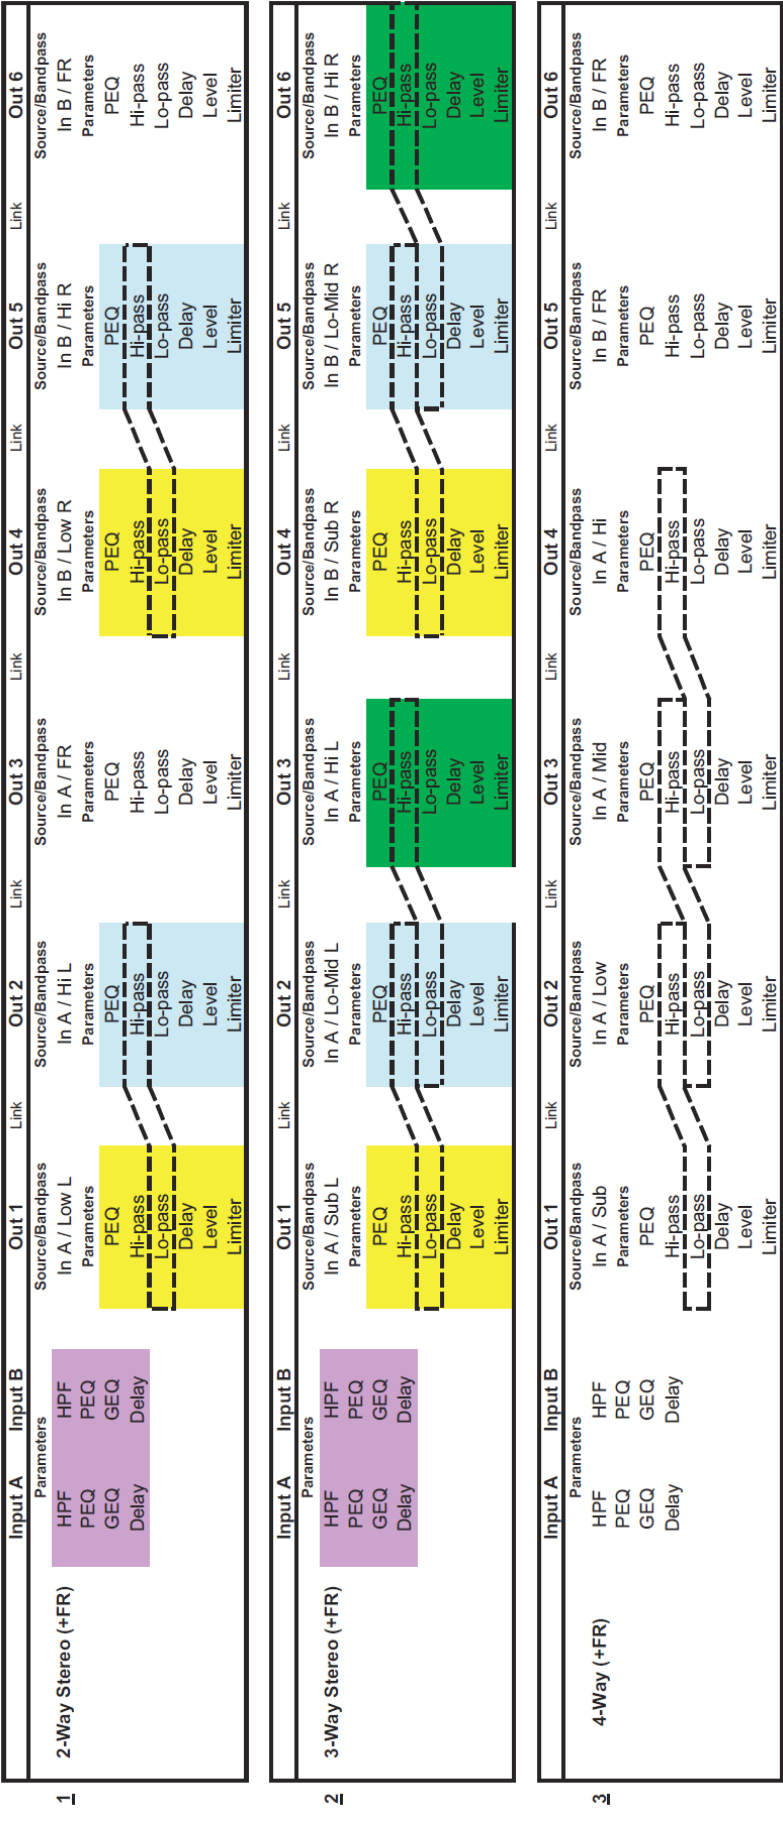 1
2-Way Stereo (+FR)
Input A Input B Out 1 Link Out 2 Link Out 3 Link Out 4 Link Out 5 Link Out 6
Parameters Source/Bandpass Source/Bandpass Source/Bandpass Source/Bandpass Source/Bandpass Source/Bandpass
HPF HPF In A / Low L In A / Hi L In A / FR In B / Low R In B / Hi R In B / FR
PEQ PEQ Parameters Parameters Parameters Parameters Parameters Parameters
GEQ GEQ PEQ PEQ PEQ PEQ PEQ PEQ
Delay Delay Hi-pass Hi-pass Hi-pass Hi-pass Hi-pass Hi-pass
Lo-pass Lo-pass Lo-pass Lo-pass Lo-pass Lo-pass
Delay Delay Delay Delay Delay Delay
Level Level Level Level Level Level
Limiter Limiter Limiter Limiter Limiter Limiter
2
3-Way Stereo (+FR)
Input A Input B Out 1 Link Out 2 Link Out 3 Link Out 4 Link Out 5 Link Out 6
Parameters Source/Bandpass Source/Bandpass Source/Bandpass Source/Bandpass Source/Bandpass Source/Bandpass
HPF HPF In A / Sub L In A / Lo-Mid L In A / Hi L In B / Sub R In B / Lo-Mid R In B / Hi R
PEQ PEQ Parameters Parameters Parameters Parameters Parameters Parameters
GEQ GEQ PEQ PEQ PEQ PEQ PEQ PEQ
Delay Delay Hi-pass Hi-pass Hi-pass Hi-pass Hi-pass Hi-pass
Lo-pass Lo-pass Lo-pass Lo-pass Lo-pass Lo-pass
Delay Delay Delay Delay Delay Delay
Level Level Level Level Level Level
Limiter Limiter Limiter Limiter Limiter Limiter
3
4-Way (+FR)
Input A Input B Out 1 Link Out 2 Link Out 3 Link Out 4 Link Out 5 Link Out 6
Parameters Source/Bandpass Source/Bandpass Source/Bandpass Source/Bandpass Source/Bandpass Source/Bandpass
HPF HPF In A / Sub In A / Low In A / Mid In A / Hi In B / FR In B / FR
PEQ PEQ Parameters Parameters Parameters Parameters Parameters Parameters
GEQ GEQ PEQ PEQ PEQ PEQ PEQ PEQ
Delay Delay Hi-pass Hi-pass Hi-pass Hi-pass Hi-pass Hi-pass
Lo-pass Lo-pass Lo-pass Lo-pass Lo-pass Lo-pass
Delay Delay Delay Delay Delay Delay
Level Level Level Level Level Level
Limiter Limiter Limiter Limiter Limiter Limiter